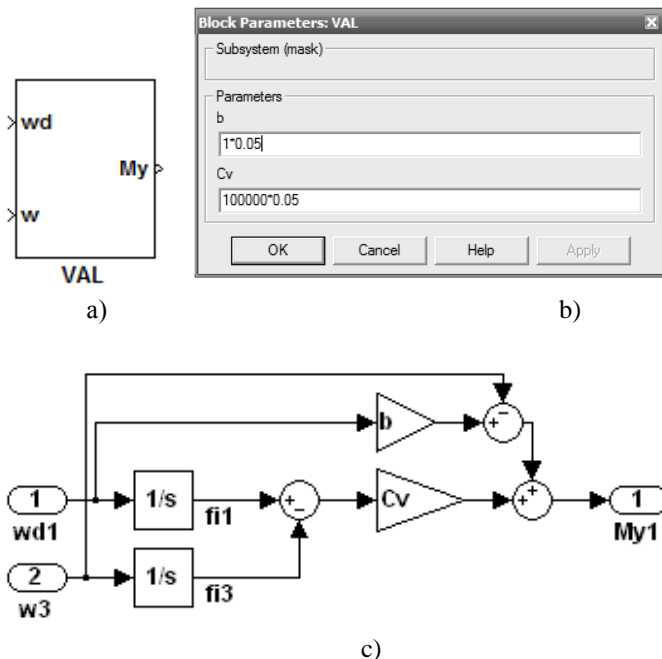 Block Parameters: VAL
Subsystem (mask)
Parameters
b
1*0.05
Cv
100000*0.05
OK Cancel Help Apply
wd
My
w
VAL
a) b)
b
1 1/s Cv 1
wd1 fi1 My1
2 1/s
w3 fi3
c)